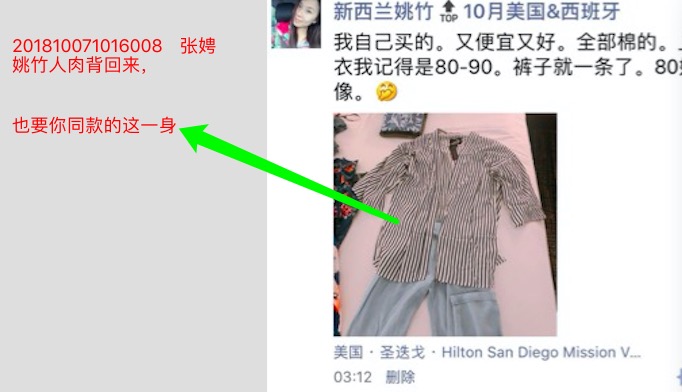 201810071016008 张娉
姚竹人肉背回来，
也要你同款的这一身
新西兰姚竹 TOP 10月美国&西班牙
我自己买的。又便宜又好。全部棉的。
衣我记得是80-90。裤子就一条了。80
像。
美国·圣迭戈·Hilton San Diego Mission V...
03:12 删除